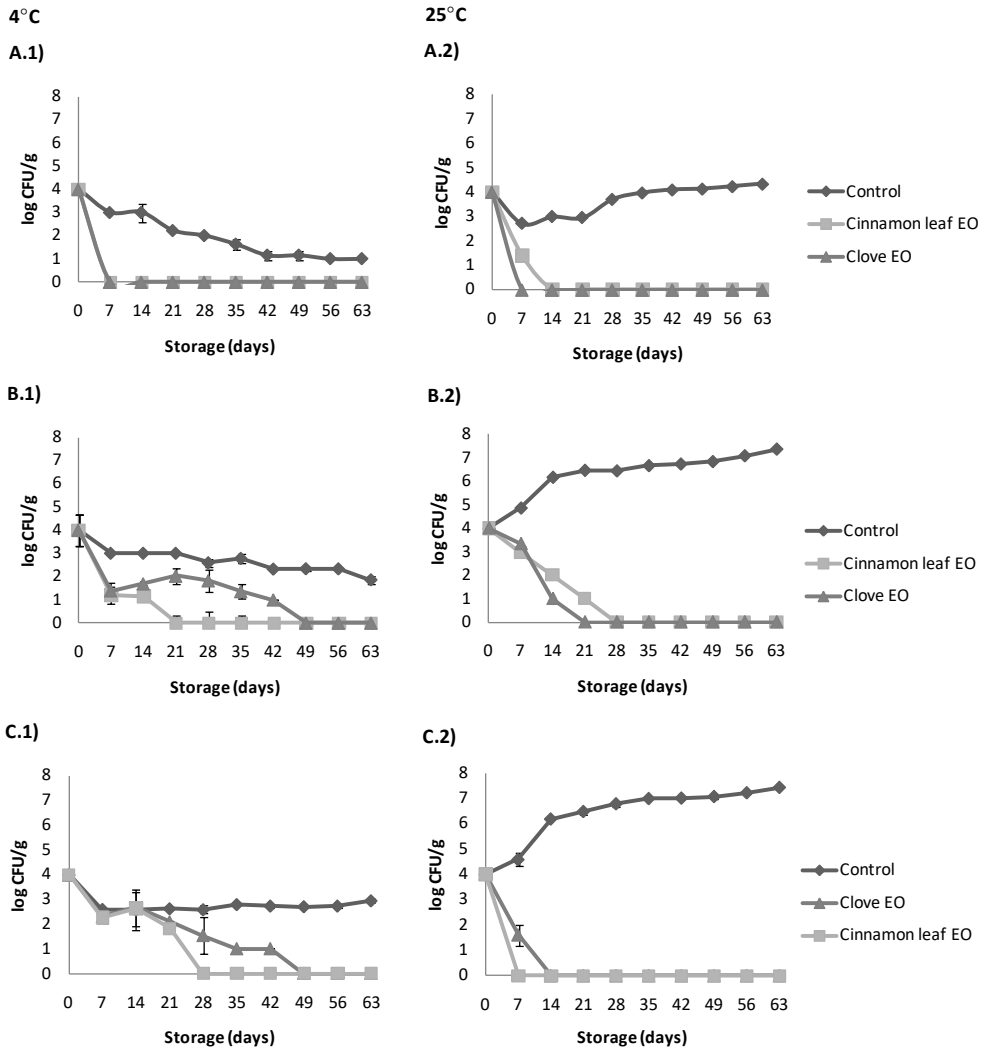 4°C
25°C
A.1)
A.2)
8
7
6
5
4
3
2
1
0
log CFU/g
0 7 14 21 28 35 42 49 56 63
Storage (days)
8
7
6
5
4
3
2
1
0
log CFU/g
0 7 14 21 28 35 42 49 56 63
Storage (days)
Control
Cinnamon leaf EO
Clove EO
B.1)
B.2)
8
7
6
5
4
3
2
1
0
log CFU/g
0 7 14 21 28 35 42 49 56 63
Storage (days)
8
7
6
5
4
3
2
1
0
log CFU/g
0 7 14 21 28 35 42 49 56 63
Storage (days)
Control
Cinnamon leaf EO
Clove EO
C.1)
C.2)
8
7
6
5
4
3
2
1
0
log CFU/g
0 7 14 21 28 35 42 49 56 63
Storage (days)
8
7
6
5
4
3
2
1
0
log CFU/g
0 7 14 21 28 35 42 49 56 63
Storage (days)
Control
Clove EO
Cinnamon leaf EO